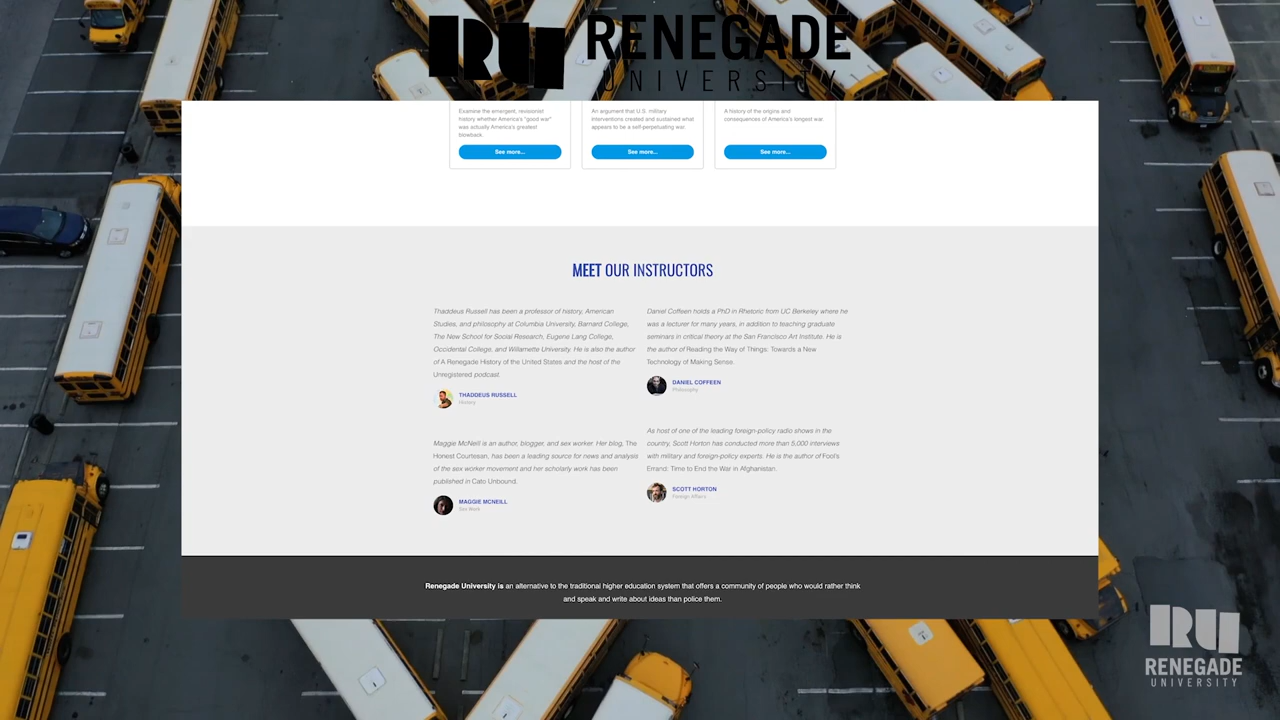 RU RENEGADE
UNIVERSITY
Examine the emergent, revisionist
history whether America's "good war"
was actually America's greatest
blowback.
See more...
An argument that U.S. military
interventions created and sustained what
appears to be a self-perpetuating war.
See more...
A history of the origins and
consequences of America's longest war.
See more...
MEET OUR INSTRUCTORS
Thaddeus Russell has been a professor of history, American
Studies, and philosophy at Columbia University, Barnard College,
The New School for Social Research, Eugene Lang College,
Occidental College, and Willamette University. He is also the author
of A Renegade History of the United States and the host of the
Unregistered podcast.
THADDEUS RUSSELL
History
Daniel Coffeen holds a PhD in Rhetoric from UC Berkeley where he
was a lecturer for many years, in addition to teaching graduate
seminars in critical theory at the San Francisco Art Institute. He is
the author of Reading the Way of Things: Towards a New
Technology of Making Sense.
DANIEL COFFEEN
Philosophy
Maggie McNeill is an author, blogger, and sex worker. Her blog, The
Honest Courtesan, has been a leading source for news and analysis
of the sex worker movement and her scholarly work has been
published in Cato Unbound.
MAGGIE MCNEILL
Sex Work
As host of one of the leading foreign-policy radio shows in the
country, Scott Horton has conducted more than 5,000 interviews
with military and foreign-policy experts. He is the author of Fool's
Errand: Time to End the War in Afghanistan.
SCOTT HORTON
Foreign Affairs
Renegade University is an alternative to the traditional higher education system that offers a community of people who would rather think
and speak and write about ideas than police them.
RU
RENEGADE
UNIVERSITY